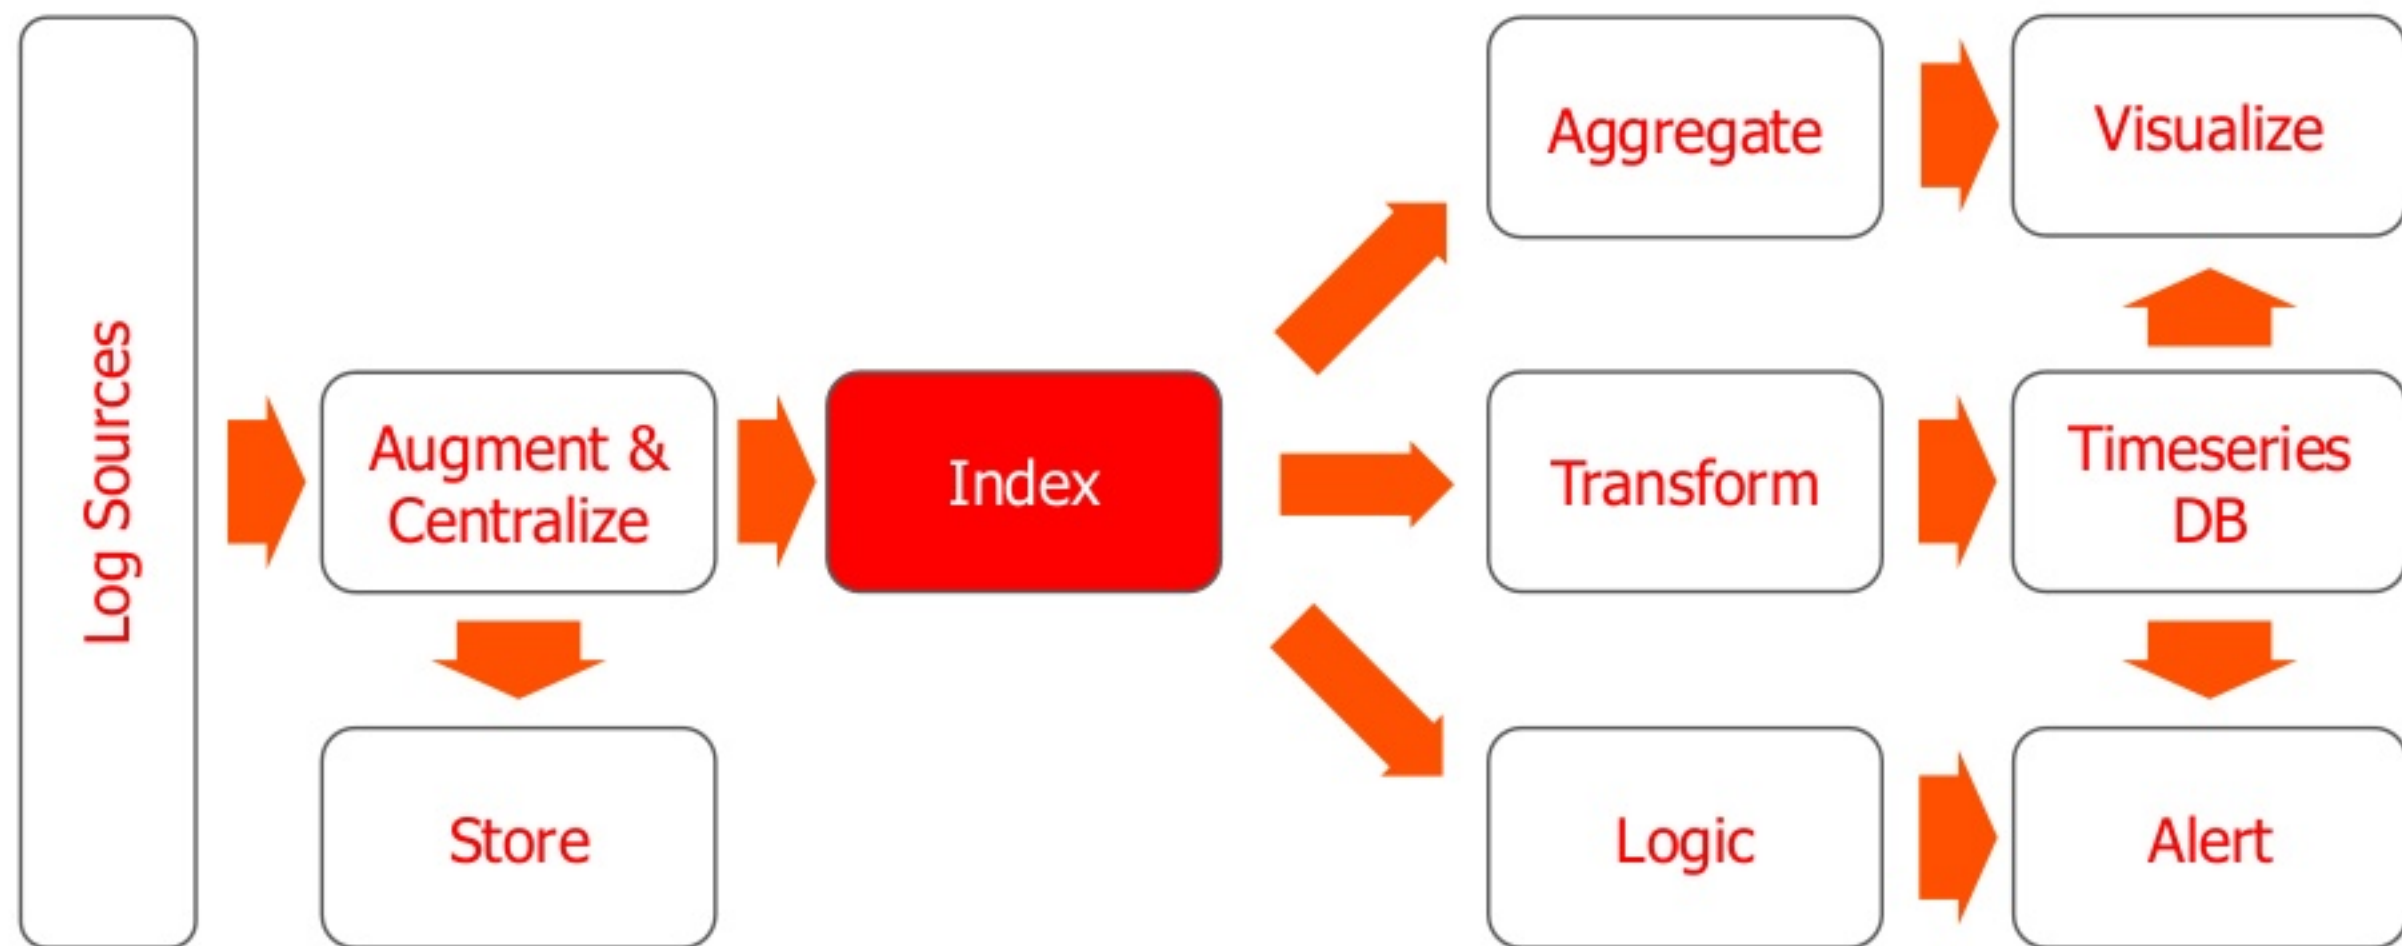 Log Sources
Augment &
Centralize
Store
Index
Aggregate
Visualize
Transform
Timeseries
DB
Logic
Alert